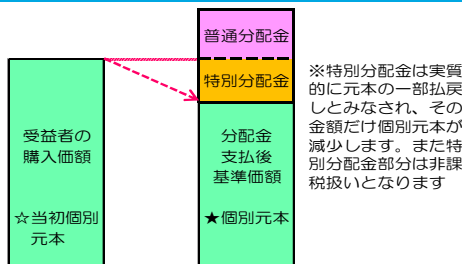 普通分配金
特別分配金
受益者の
購入価額
☆当初個別
元本
分配金
支払後
基準価額
★個別元本
※特別分配金は実質
的に元本の一部払戻
しとみなされ、その
金額だけ個別元本が
減少します。また特
別分配金部分は非課
税扱いとなります